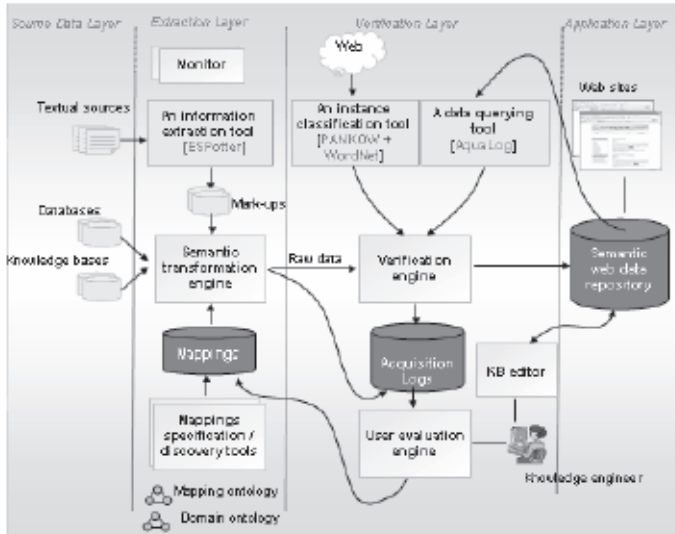 Source Data Layer
Extraction Layer
Verification Layer
Application Layer
Monitor
Web
Web sites
Textual sources
An information
extraction tool
[ESPotter]
An instance
classification tool
[PANKOW +
WordNet]
A data querying
tool
[AquaLog]
Mark-ups
Databases
Knowledge bases
Semantic
transformation
engine
Raw data
Verification
engine
Semantic
web data
repository
Mappings
Acquisition
Logs
KB editor
Mappings
specification /
discovery tools
User evaluation
engine
Knowledge engineer
Mapping ontology
Domain ontology